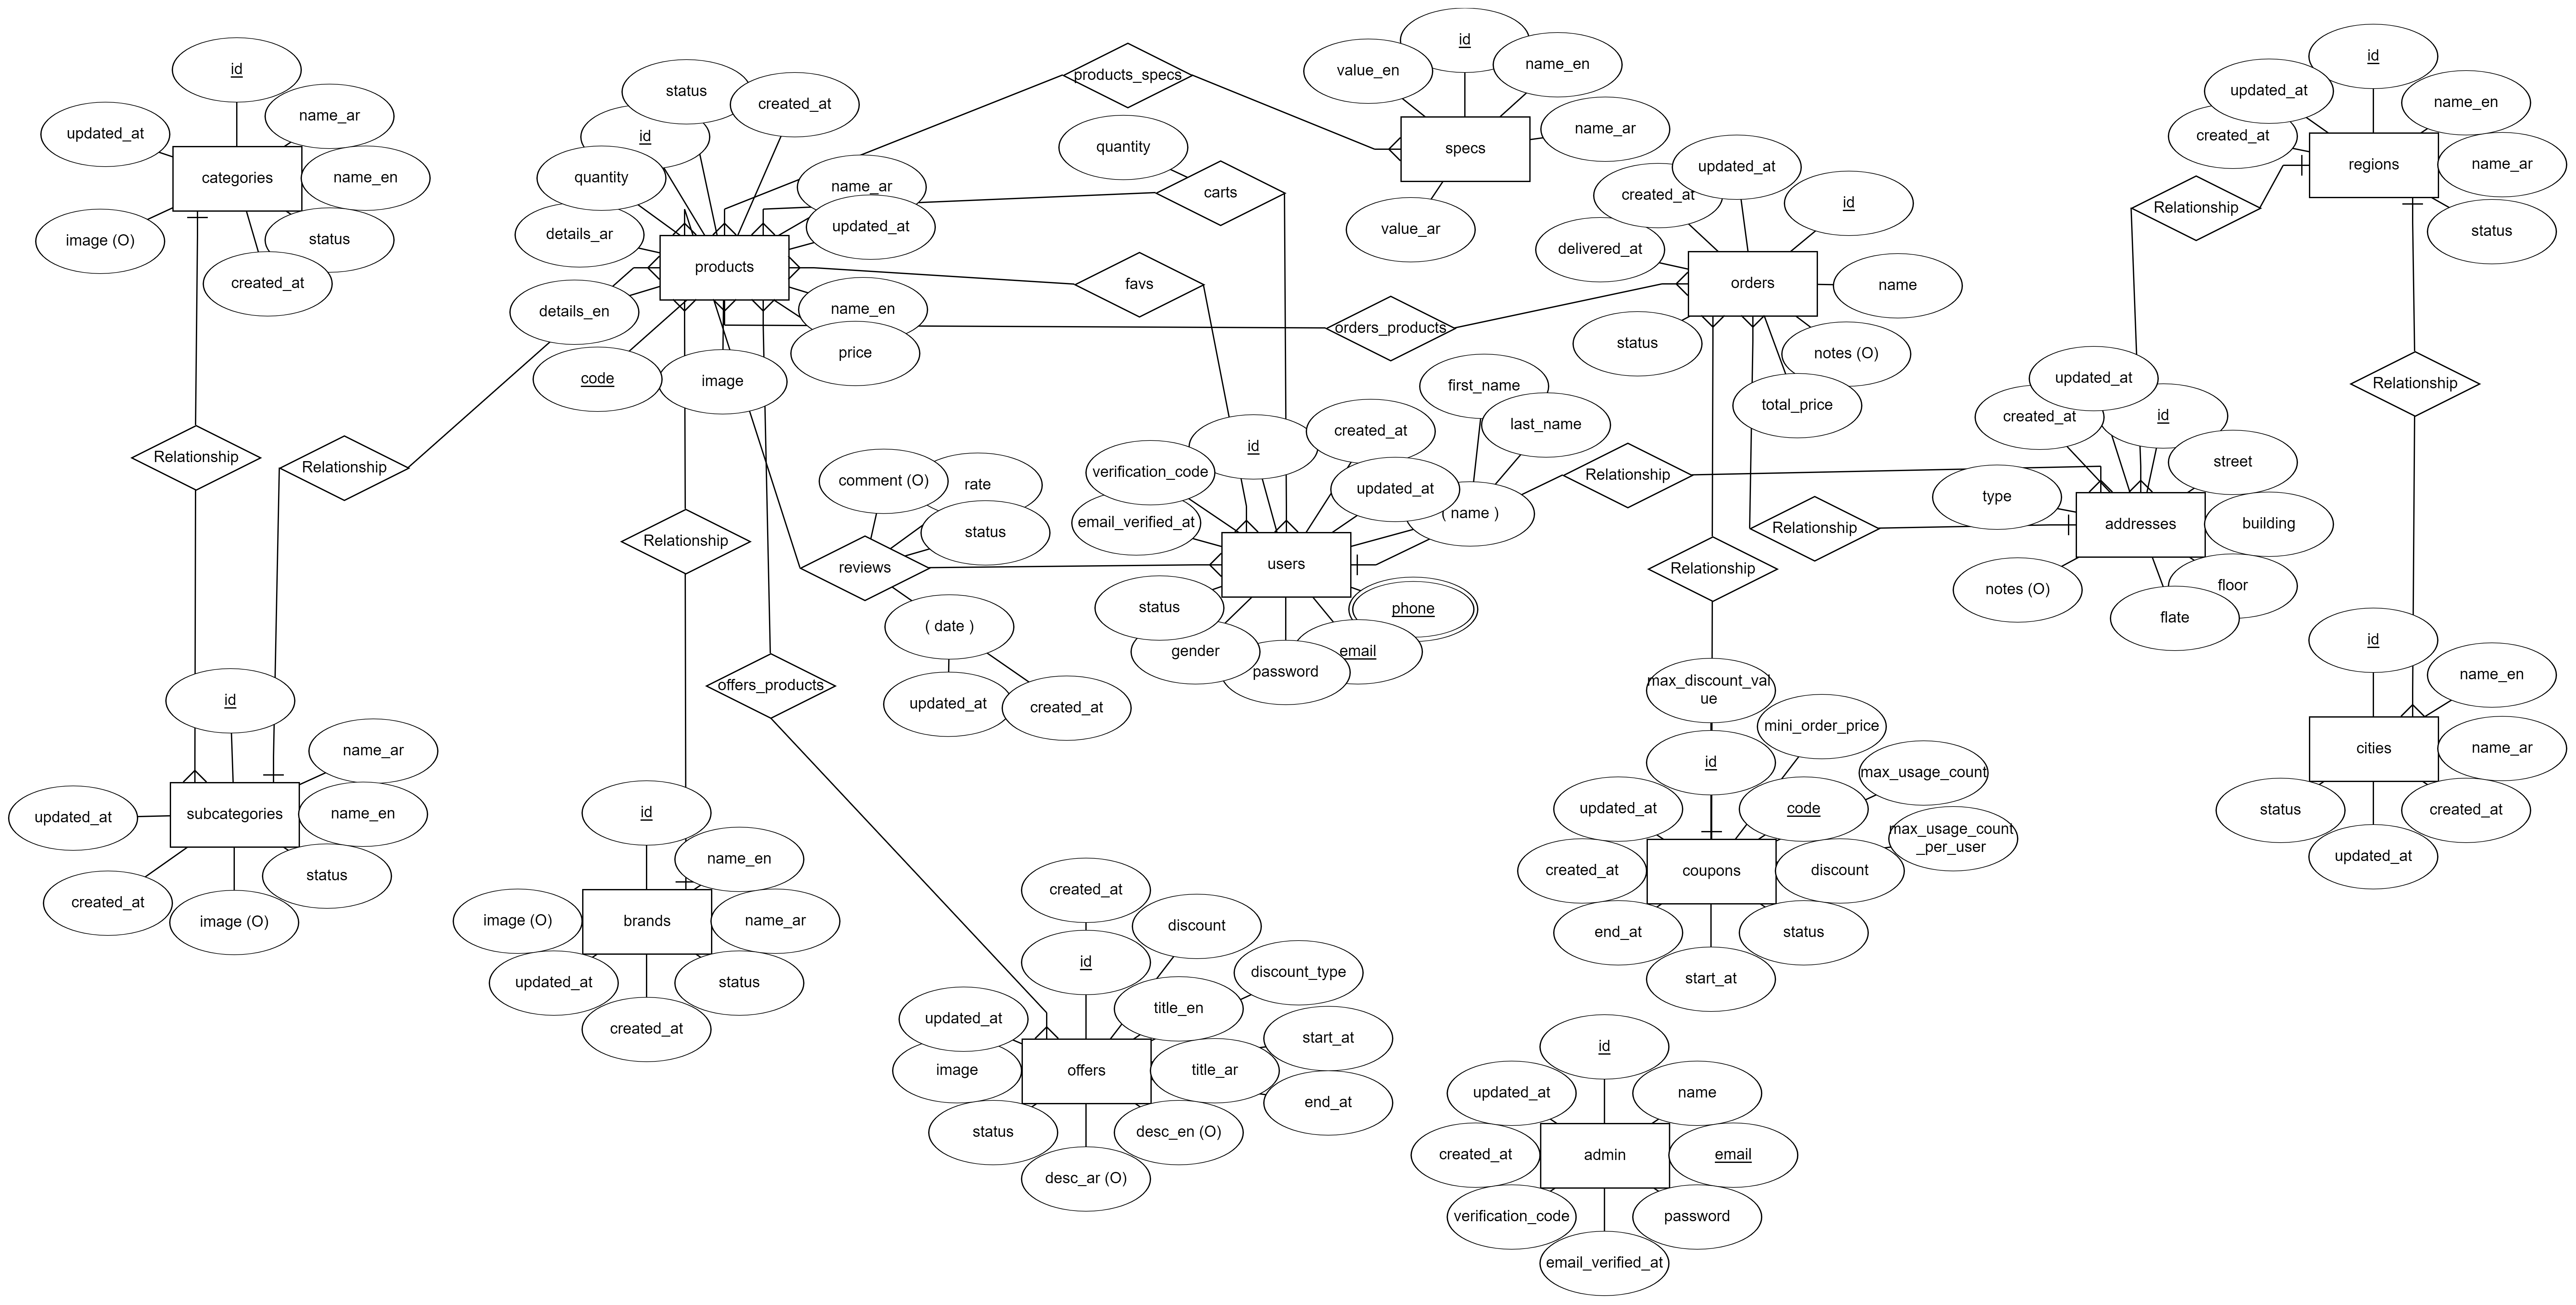 id
name_ar
updated_at
categories
name_en
image (O)
status
created_at
Relationship
Relationship
id
name_ar
updated_at
subcategories
name_en
status
created_at
image (O)
status
created_at
id
quantity
name_ar
details_ar
updated_at
products
details_en
name_en
price
code
image
Relationship
id
name_en
image (O)
brands
name_ar
updated_at
status
created_at
products_specs
quantity
carts
favs
orders_products
comment (O)
rate
status
reviews
( date )
updated_at
created_at
offers_products
created_at
discount
id
discount_type
title_en
updated_at
start_at
image
offers
title_ar
end_at
status
desc_en (O)
desc_ar (O)
id
value_en
name_en
name_ar
specs
value_ar
first_name
last_name
created_at
id
verification_code
updated_at
( name )
email_verified_at
users
status
phone
gender
email
password
updated_at
created_at
id
delivered_at
orders
name
status
notes (O)
total_price
Relationship
Relationship
Relationship
max_discount_val
ue
mini_order_price
id
max_usage_count
updated_at
code
max_usage_count
_per_user
created_at
coupons
discount
end_at
status
start_at
id
updated_at
name
created_at
admin
email
verification_code
password
email_verified_at
updated_at
created_at
id
street
type
addresses
building
notes (O)
floor
flate
Relationship
id
updated_at
name_en
created_at
regions
name_ar
status
Relationship
id
name_en
cities
name_ar
status
created_at
updated_at